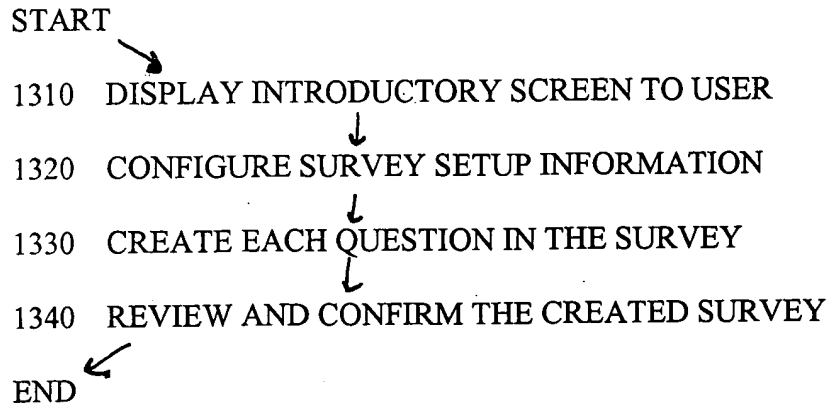 START
1310 DISPLAY INTRODUCTORY SCREEN TO USER
1320 CONFIGURE SURVEY SETUP INFORMATION
1330 CREATE EACH QUESTION IN THE SURVEY
1340 REVIEW AND CONFIRM THE CREATED SURVEY
END